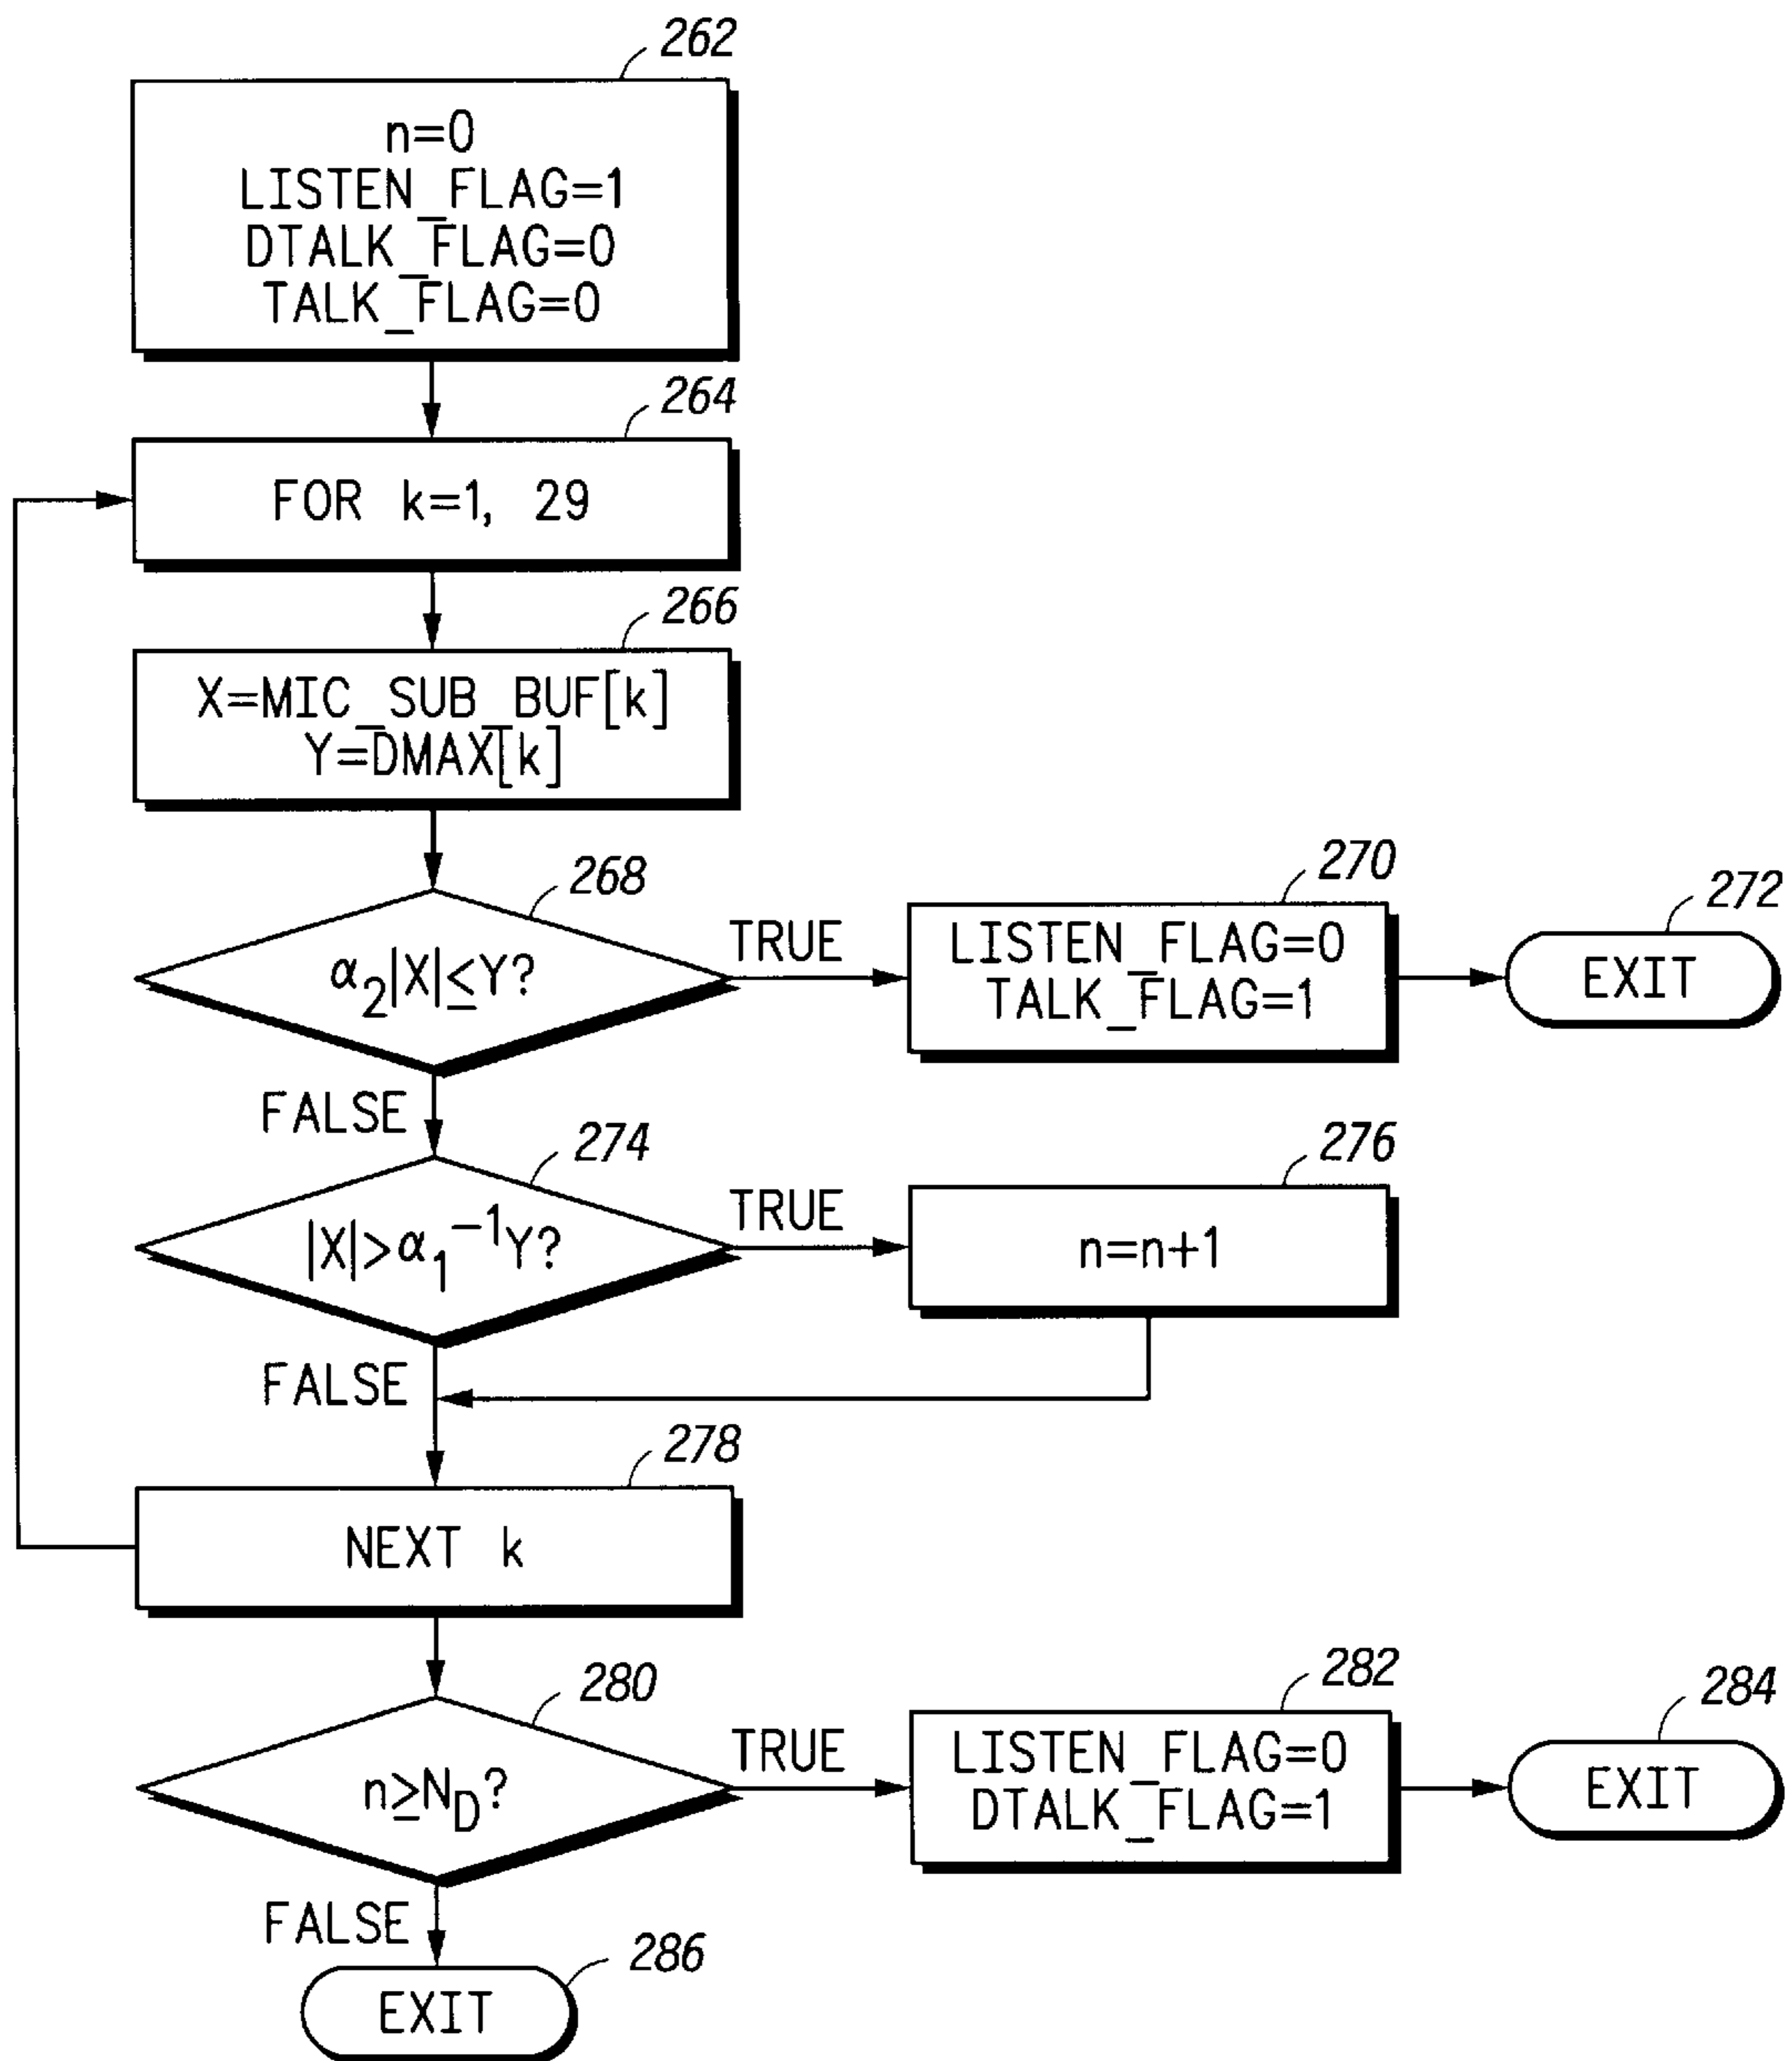 262
n=0
LISTEN_FLAG=1
DTALK_FLAG=0
TALK_FLAG=0
264
FOR k=1, 29
266
X=MIC_SUB_BUF[k]
Y=DMAX[k]
268
α₂|X|≤Y?
TRUE
270
LISTEN_FLAG=0
TALK_FLAG=1
272
EXIT
FALSE
274
|X|>α₁⁻¹Y?
TRUE
276
n=n+1
FALSE
278
NEXT k
280
n≥N_D?
TRUE
282
LISTEN_FLAG=0
DTALK_FLAG=1
284
EXIT
FALSE
286
EXIT